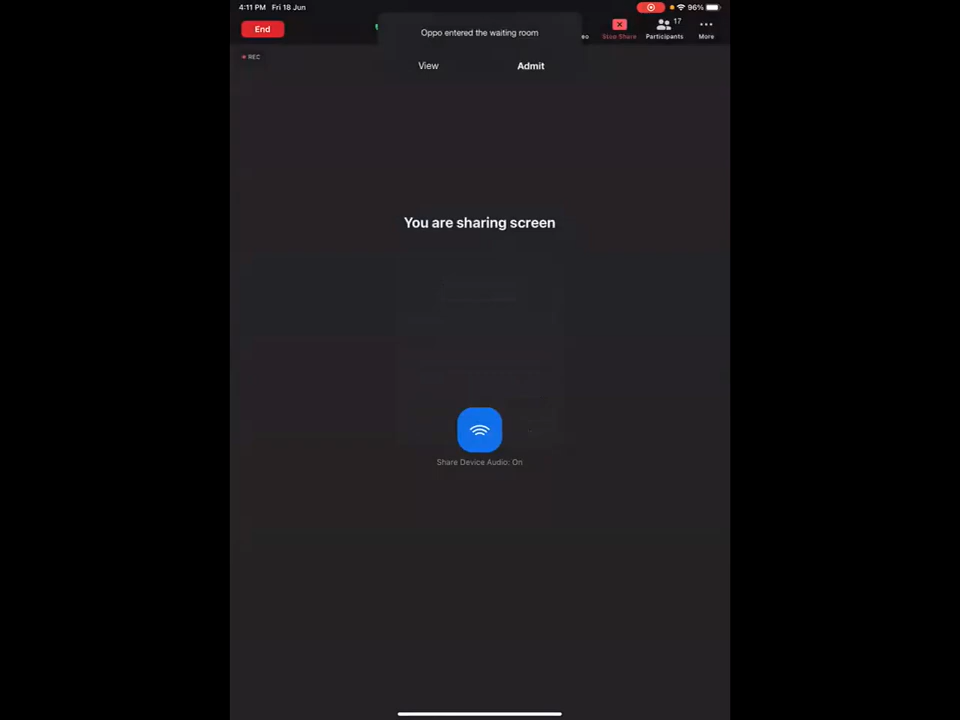 4:11 PM Fri 18 Jun
96%
End
Oppo entered the waiting room
View
Admit
eo
Stop Share
17
Participants
More
REC
You are sharing screen
Share Device Audio: On